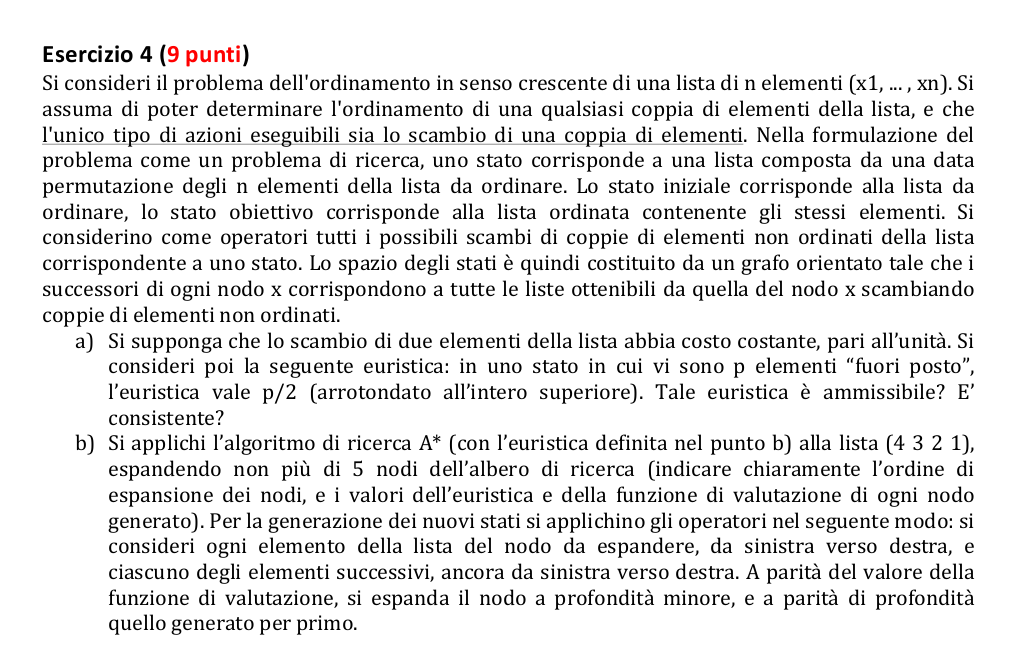 Esercizio 4 (9 punti)
Si consideri il problema dell'ordinamento in senso crescente di una lista di n elementi (x1, ... , xn). Si
assuma di poter determinare l'ordinamento di una qualsiasi coppia di elementi della lista, e che
l'unico tipo di azioni eseguibili sia lo scambio di una coppia di elementi. Nella formulazione del
problema come un problema di ricerca, uno stato corrisponde a una lista composta da una data
permutazione degli n elementi della lista da ordinare. Lo stato iniziale corrisponde alla lista da
ordinare, lo stato obiettivo corrisponde alla lista ordinata contenente gli stessi elementi. Si
considerino come operatori tutti i possibili scambi di coppie di elementi non ordinati della lista
corrispondente a uno stato. Lo spazio degli stati è quindi costituito da un grafo orientato tale che i
successori di ogni nodo x corrispondono a tutte le liste ottenibili da quella del nodo x scambiando
coppie di elementi non ordinati.
a) Si supponga che lo scambio di due elementi della lista abbia costo costante, pari all’unità. Si
consideri poi la seguente euristica: in uno stato in cui vi sono p elementi “fuori posto”,
l’euristica vale p/2 (arrotondato all’intero superiore). Tale euristica è ammissibile? E’
consistente?
b) Si applichi l’algoritmo di ricerca A* (con l’euristica definita nel punto b) alla lista (4 3 2 1),
espandendo non più di 5 nodi dell’albero di ricerca (indicare chiaramente l’ordine di
espansione dei nodi, e i valori dell’euristica e della funzione di valutazione di ogni nodo
generato). Per la generazione dei nuovi stati si applichino gli operatori nel seguente modo: si
consideri ogni elemento della lista del nodo da espandere, da sinistra verso destra, e
ciascuno degli elementi successivi, ancora da sinistra verso destra. A parità del valore della
funzione di valutazione, si espanda il nodo a profondità minore, e a parità di profondità
quello generato per primo.